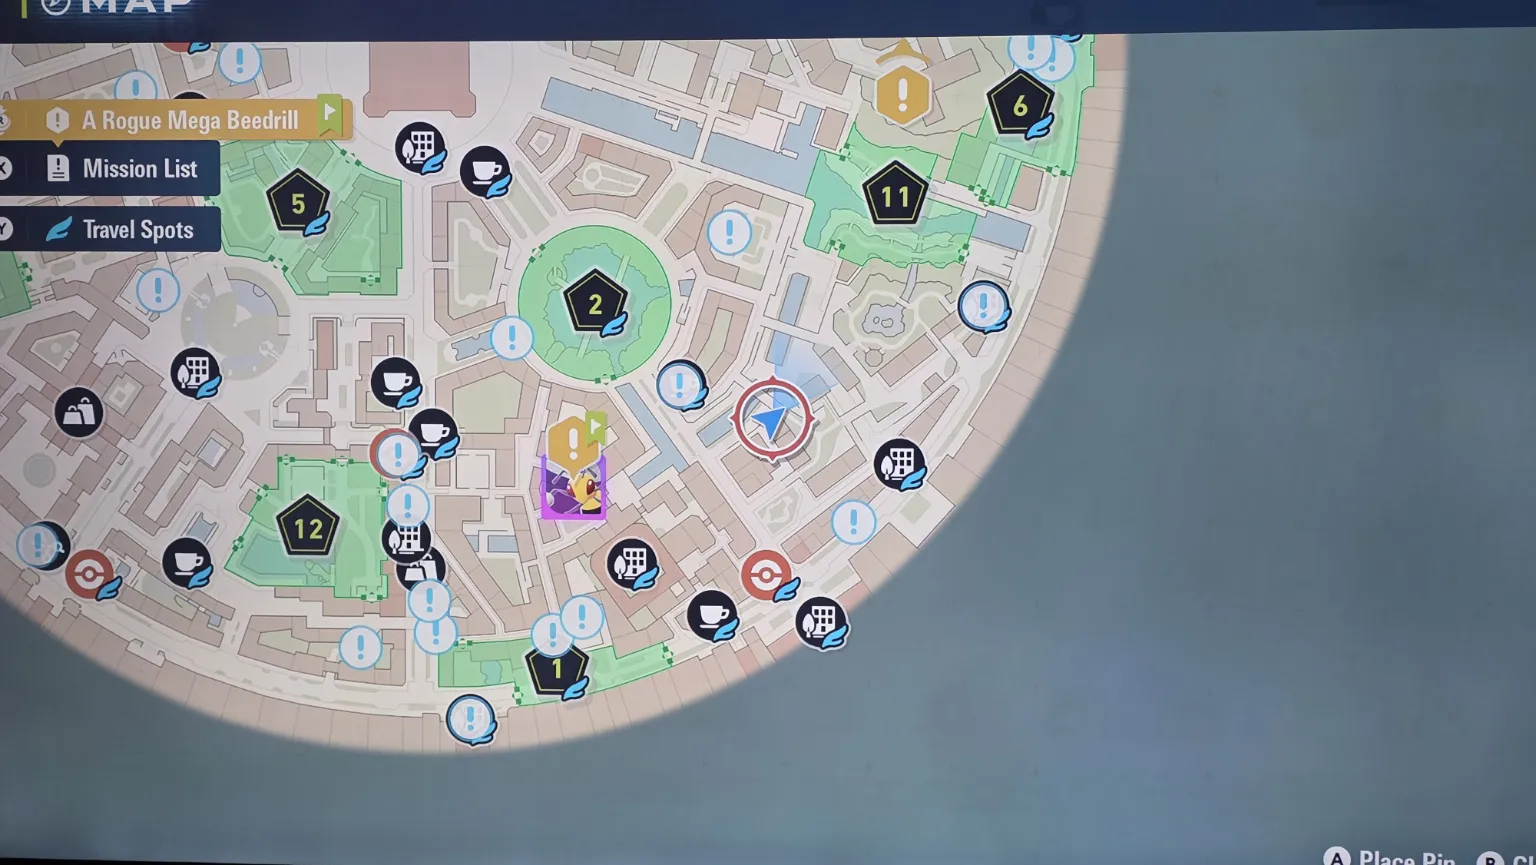 MAP
A Rogue Mega Beedrill
X Mission List
Y Travel Spots
6
11
5
2
12
1
A Place Pin